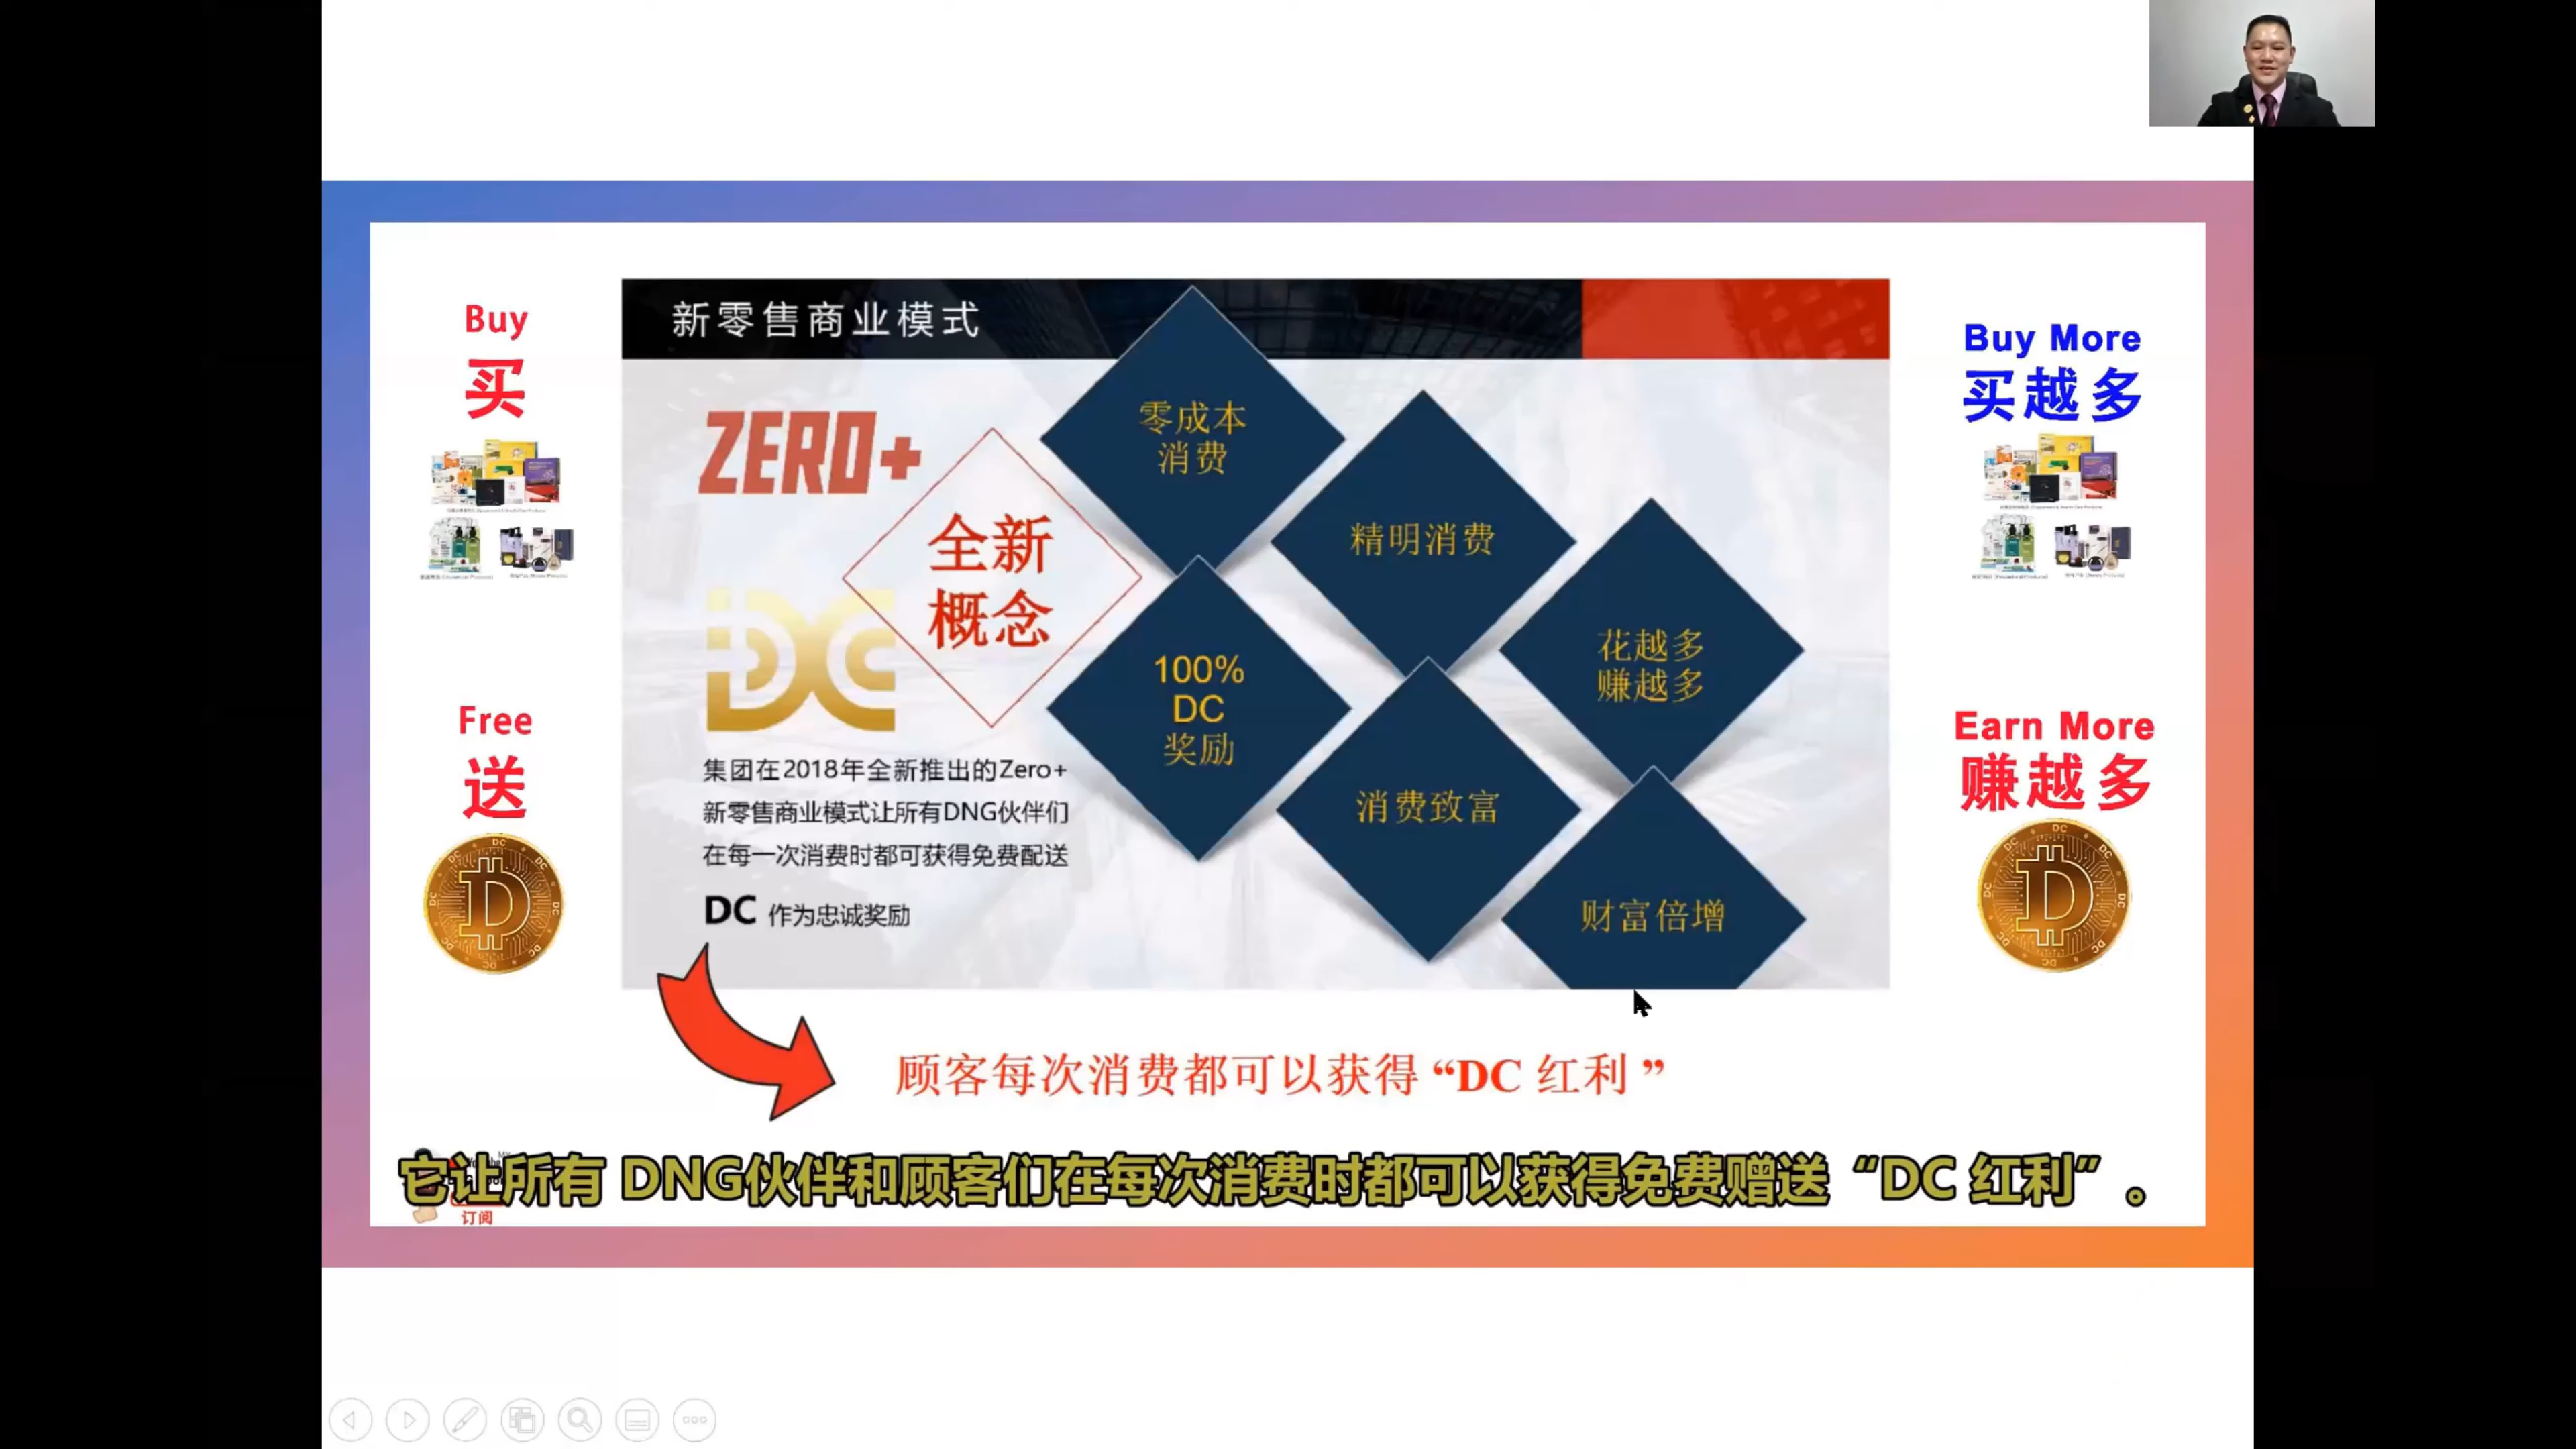 Buy
买
Free
送
新零售商业模式
ZERO+
全新
概念
DC
集团在2018年全新推出的Zero+
新零售商业模式让所有DNG伙伴们
在每一次消费时都可获得免费配送
DC 作为忠诚奖励
零成本
消费
精明消费
花越多
赚越多
100%
DC
奖励
消费致富
财富倍增
Buy More
买越多
Earn More
赚越多
顾客每次消费都可以获得 “DC 红利 ”
它让所有 DNG伙伴和顾客们在每次消费时都可以获得免费赠送 “DC 红利” 。
订阅